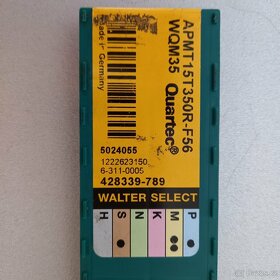 APMT15T350R-F56
WQM35 Quartec®
Made in Germany
5024055
1222623150
6-311-0005
428339-789
WALTER SELECT
P
M
K
N
S
H